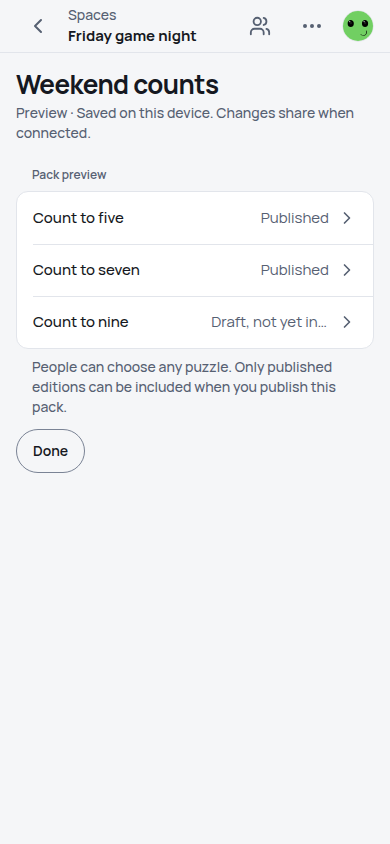 Spaces
Friday game night
Weekend counts
Preview · Saved on this device. Changes share when
connected.
Pack preview
Count to five Published
Count to seven Published
Count to nine Draft, not yet in…
People can choose any puzzle. Only published
editions can be included when you publish this
pack.
Done